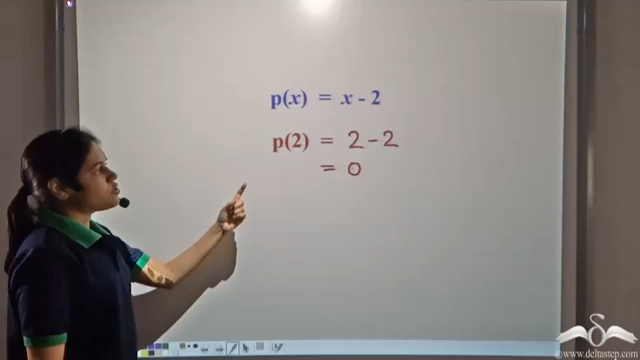 p(x) = x - 2
p(2) = 2 - 2
= 0
©www.deltastep.com